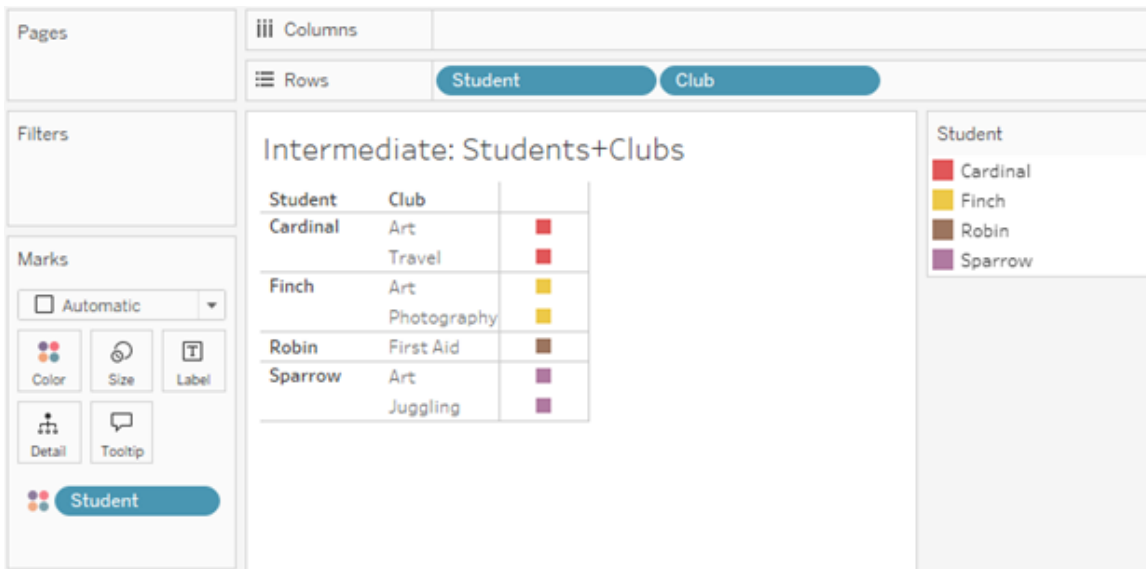 Pages
Columns
Rows Student Club
Filters
Marks
Automatic
Color Size Label
Detail Tooltip
Student
Intermediate: Students+Clubs
Student Club
Cardinal Art
Travel
Finch Art
Photography
Robin First Aid
Sparrow Art
Juggling
Student
Cardinal
Finch
Robin
Sparrow